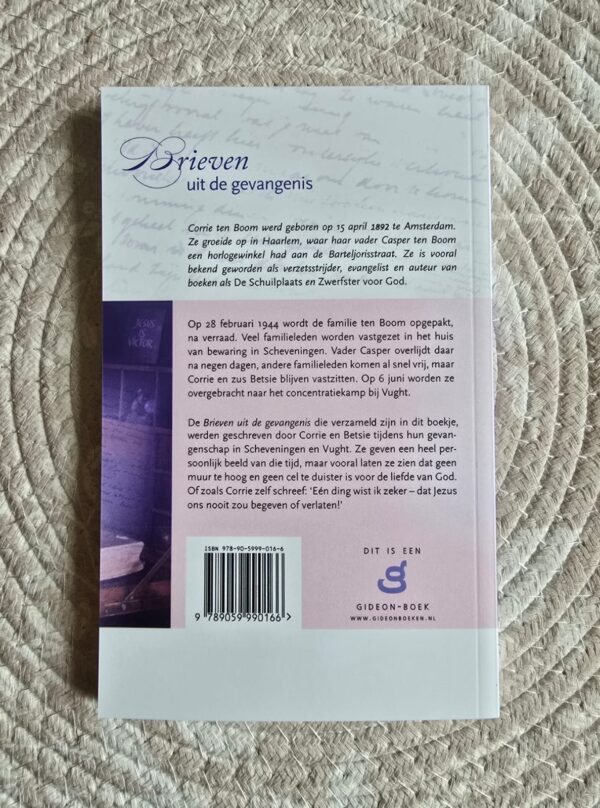 Brieven
uit de gevangenis
Corrie ten Boom werd geboren op 15 april 1892 te Amsterdam.
Ze groeide op in Haarlem, waar haar vader Casper ten Boom
een horlogewinkel had aan de Barteljorisstraat. Ze is vooral
bekend geworden als verzetsstrijder, evangelist en auteur van
boeken als De Schuilplaats en Zwerfster voor God.
JESUS
IS
VICTOR
Op 28 februari 1944 wordt de familie ten Boom opgepakt,
na verraad. Veel familieleden worden vastgezet in het huis
van bewaring in Scheveningen. Vader Casper overlijdt daar
na negen dagen, andere familieleden komen al snel vrij, maar
Corrie en zus Betsie blijven vastzitten. Op 6 juni worden ze
overgebracht naar het concentratiekamp bij Vught.
De Brieven uit de gevangenis die verzameld zijn in dit boekje,
werden geschreven door Corrie en Betsie tijdens hun gevan-
genschap in Scheveningen en Vught. Ze geven een heel per-
soonlijk beeld van die tijd, maar vooral laten ze zien dat geen
muur te hoog en geen cel te duister is voor de liefde van God.
Of zoals Corrie zelf schreef: ‘Eén ding wist ik zeker – dat Jezus
ons nooit zou begeven of verlaten!’
ISBN 978-90-5999-016-6
9 789059 990166 >
DIT IS EEN
g
GIDEON-BOEK
WWW.GIDEONBOEKEN.NL